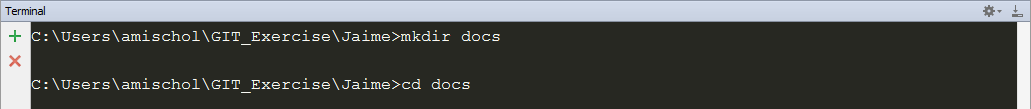 Terminal
C:\Users\amischol\GIT_Exercise\Jaime>mkdir docs
C:\Users\amischol\GIT_Exercise\Jaime>cd docs